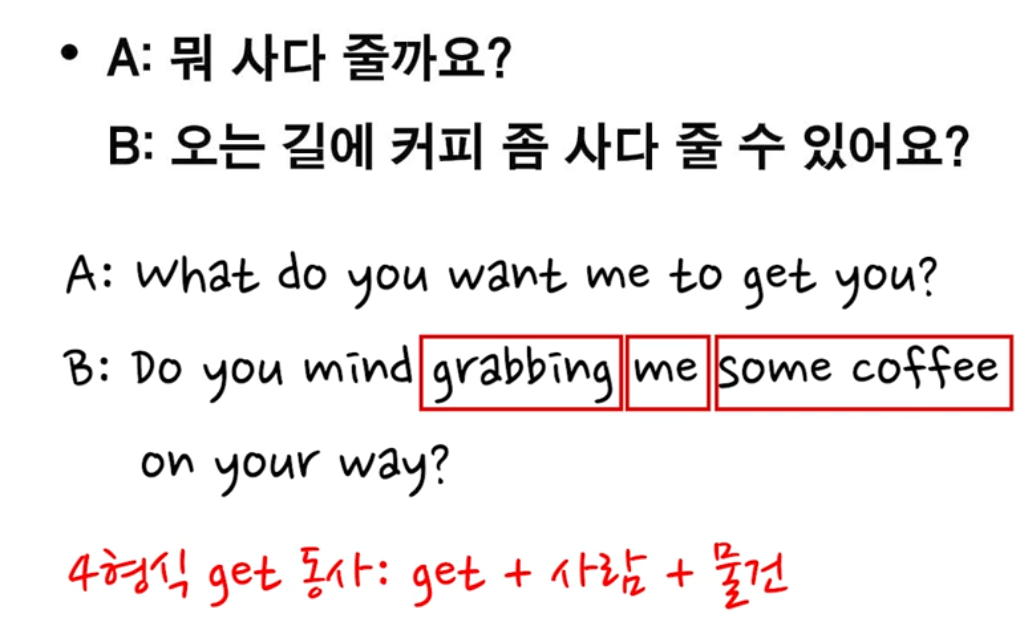 • A: 뭐 사다 줄까요?
B: 오는 길에 커피 좀 사다 줄 수 있어요?
A: What do you want me to get you?
B: Do you mind grabbing me some coffee
on your way?
4형식 get 동사: get + 사람 + 물건